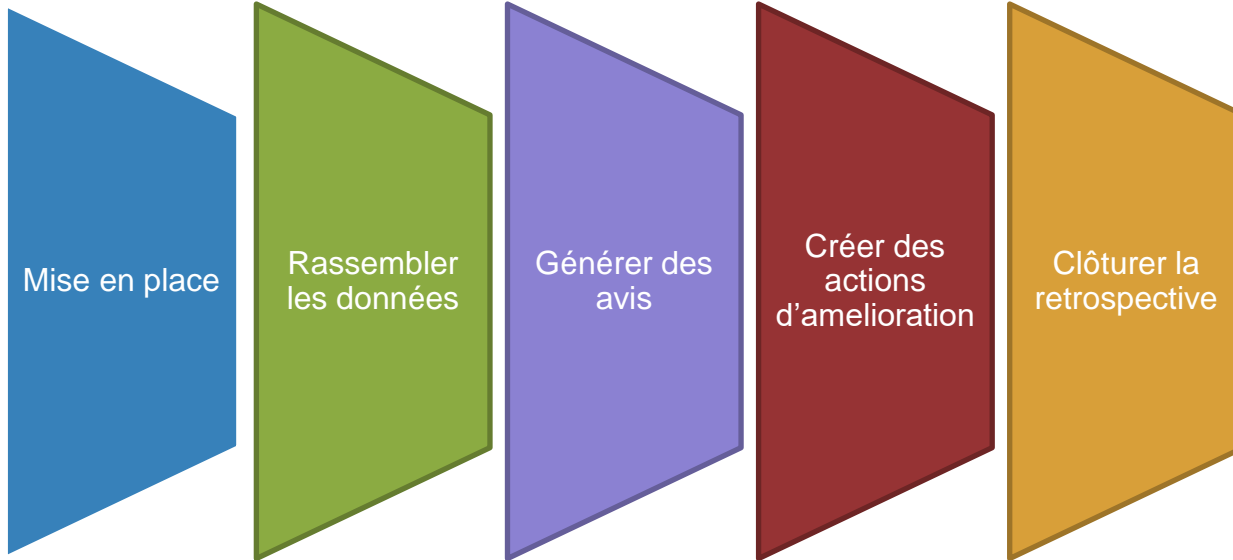 Mise en place
Rassembler
les données
Générer des
avis
Créer des
actions
d’amelioration
Clôturer la
retrospective